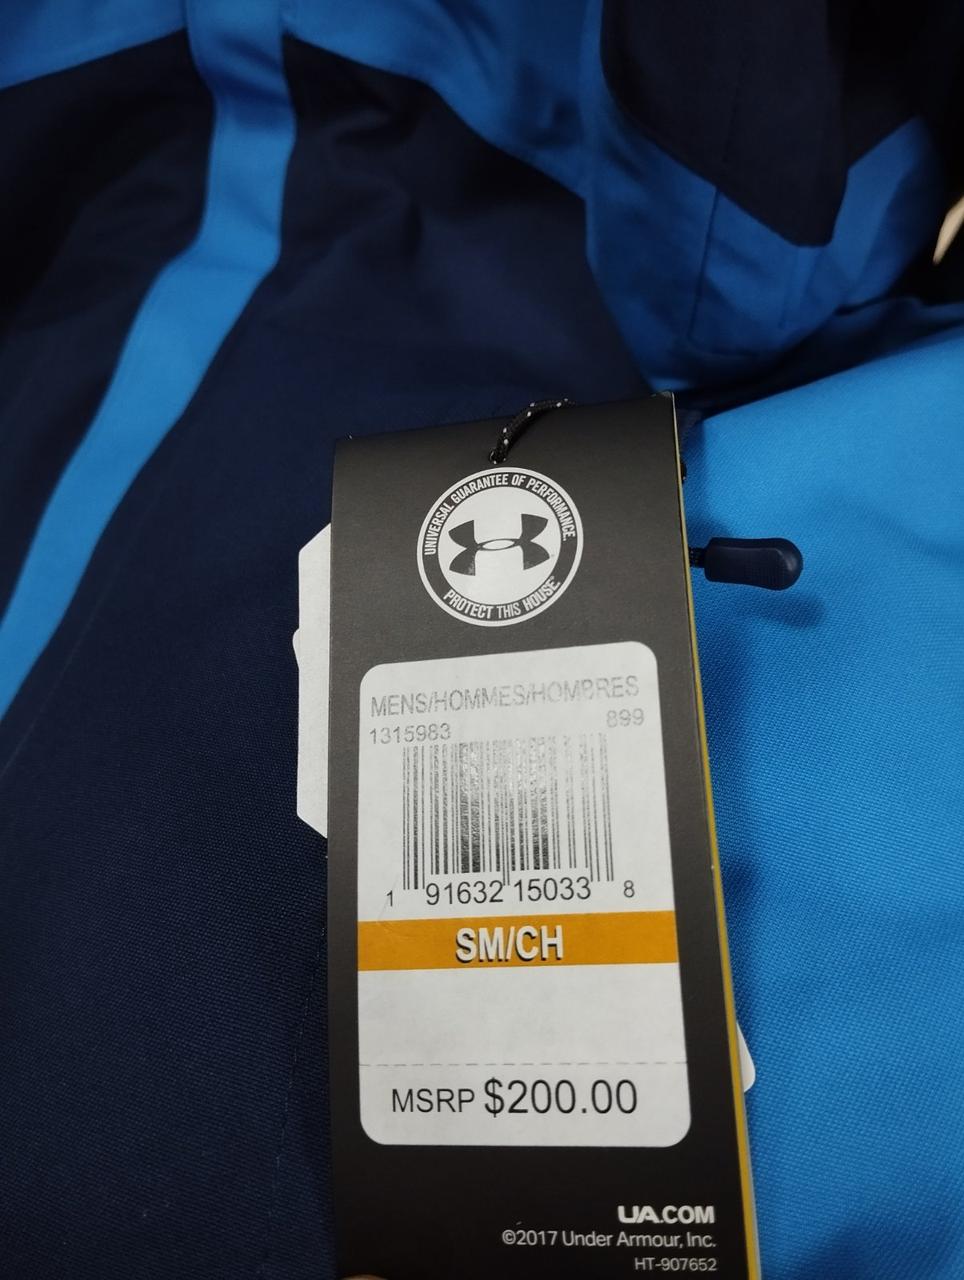 UNIVERSAL GUARANTEE OF PERFORMANCE.
PROTECT THIS HOUSE.
MENS/HOMMES/HOMBRES
1315983 899
1 91632 15033 8
SM/CH
MSRP $200.00
UA.COM
©2017 Under Armour, Inc.
HT-907652